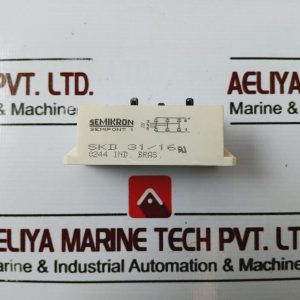 PVT. LTD.
& Machine
AELIYA
Marine &
SEMIKRON
SEMIPONT 1
SKD 31/16
0244 IND. BRAS.
AELIYA MARINE TECH PVT. LT
Marine & Industrial Automation & Machine